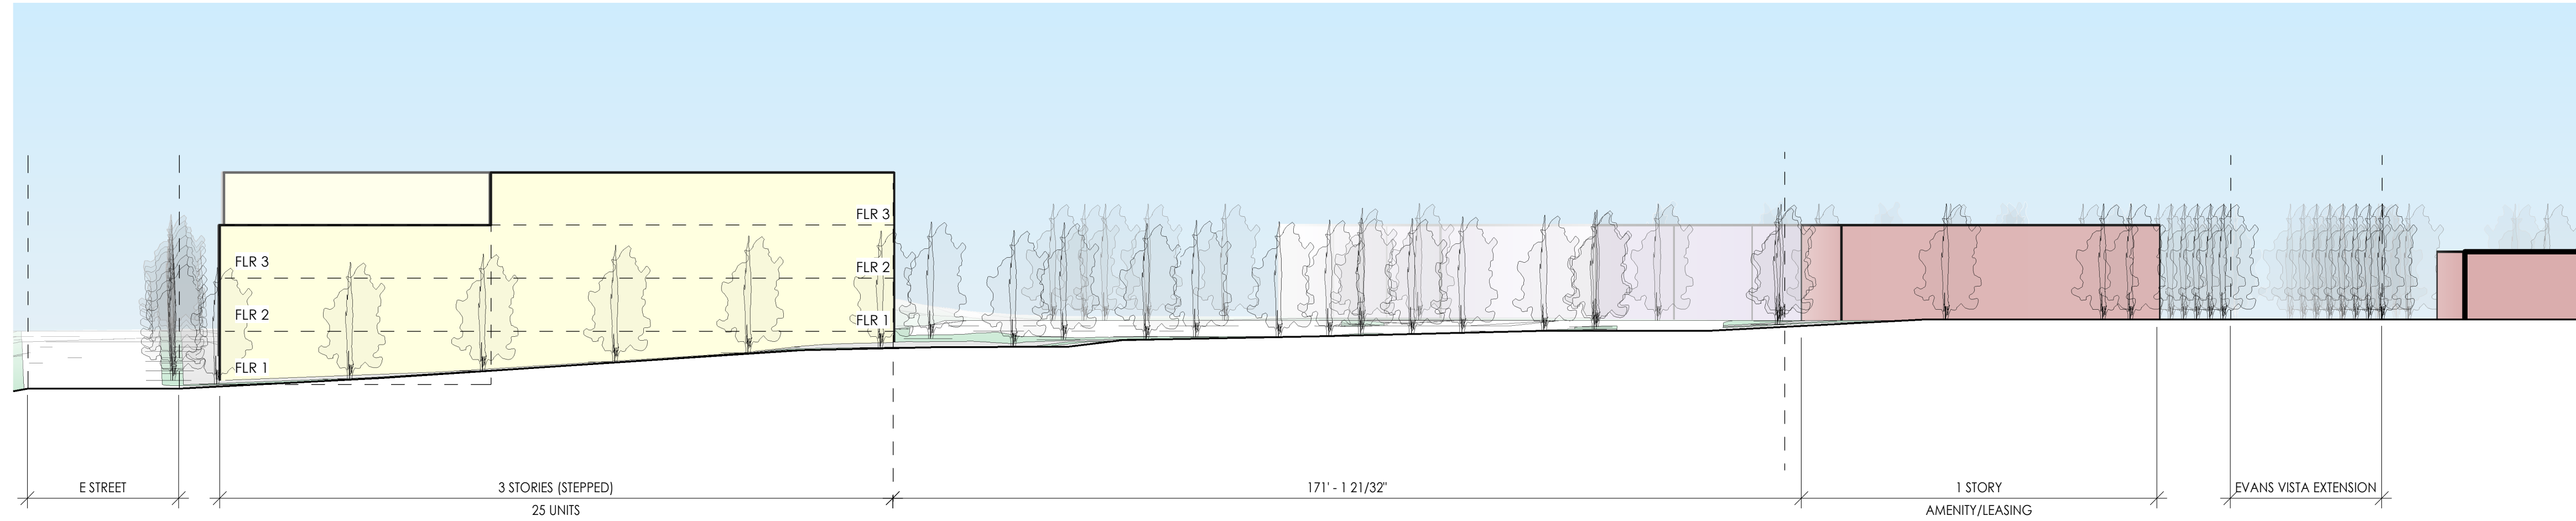 FLR 3
FLR 3
FLR 2
FLR 2
FLR 1
FLR 1
E STREET
3 STORIES (STEPPED)
25 UNITS
171' - 1 21/32"
1 STORY
AMENITY/LEASING
EVANS VISTA EXTENSION